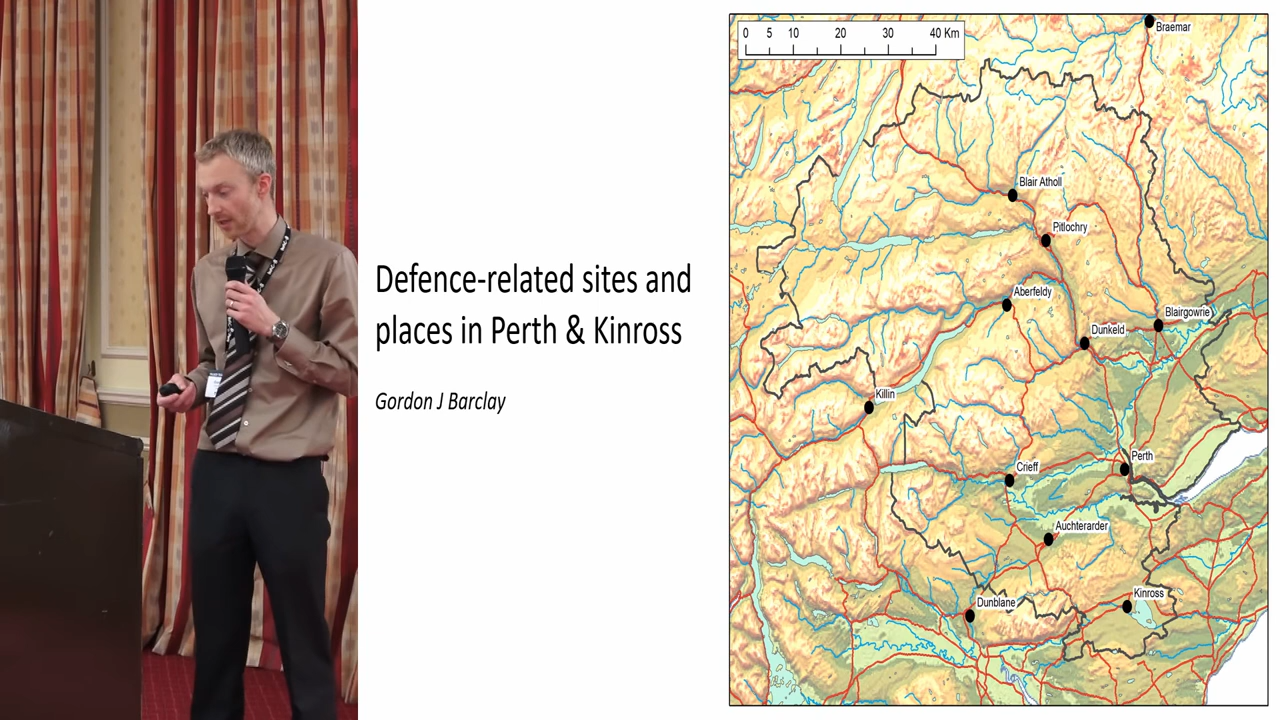 Defence-related sites and
places in Perth & Kinross
Gordon J Barclay
0 5 10 20 30 40 Km
Braemar
Blair Atholl
Pitlochry
Aberfeldy
Blairgowrie
Dunkeld
Killin
Perth
Crieff
Auchterarder
Kinross
Dunblane